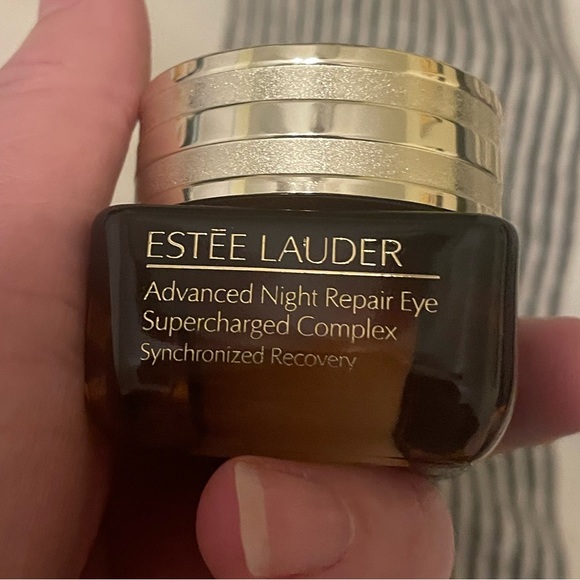 ESTĒE LAUDER
Advanced Night Repair Eye
Supercharged Complex
Synchronized Recovery